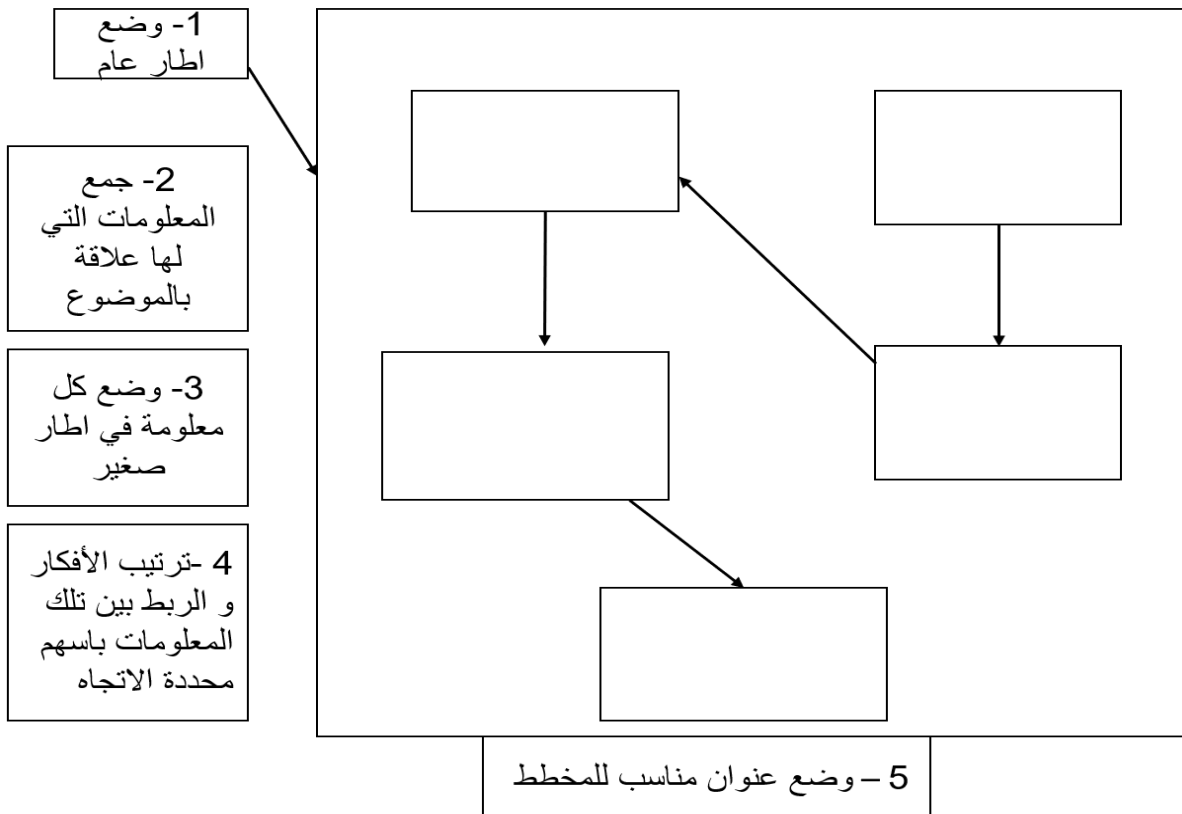 1- وضع
اطار عام
2- جمع
المعلومات التي
لها علاقة
بالموضوع
3- وضع كل
معلومة في اطار
صغير
4 -ترتيب الأفكار
و الربط بين تلك
المعلومات باسهم
محددة الاتجاه
5 – وضع عنوان مناسب للمخطط